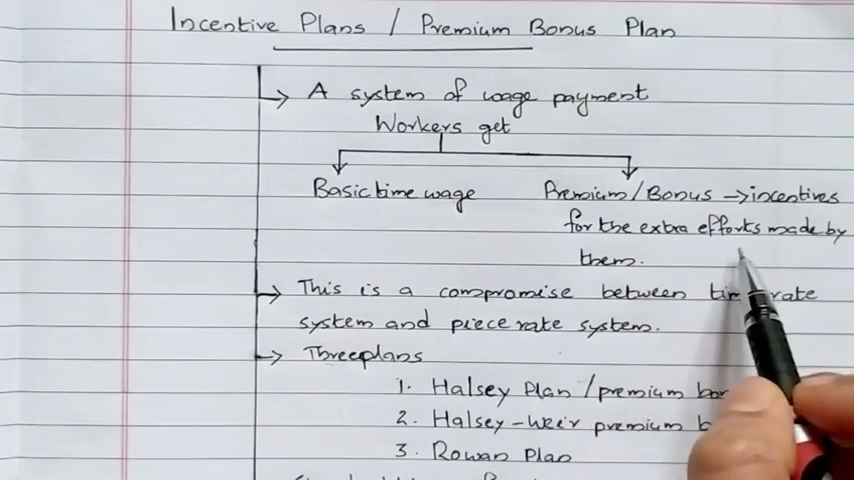 Incentive Plans / Premium Bonus Plan
A system of wage payment
Workers get
Basic time wage
Premium/Bonus → incentives
for the extra efforts made by
them.
This is a compromise between rate
system and piece rate system.
Three plans
1. Halsey Plan / premium
2. Halsey-Weir premium
3. Rowan Plan